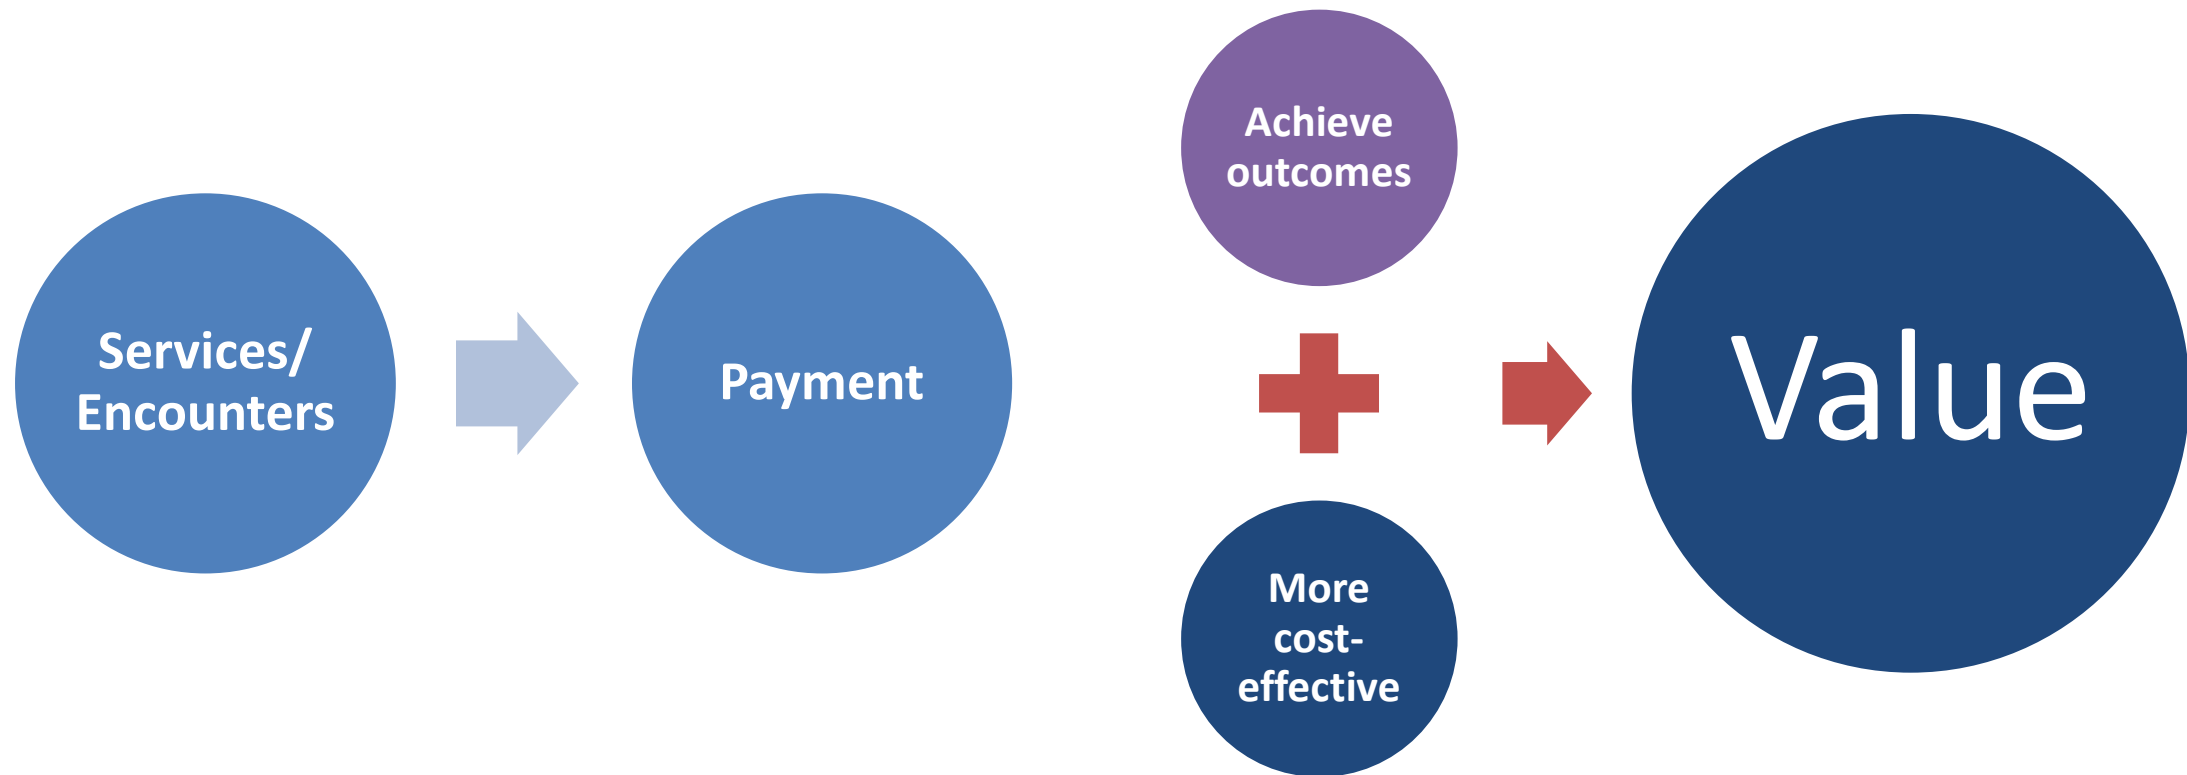 Services/
Encounters
Payment
Achieve
outcomes
More
cost-
effective
Value